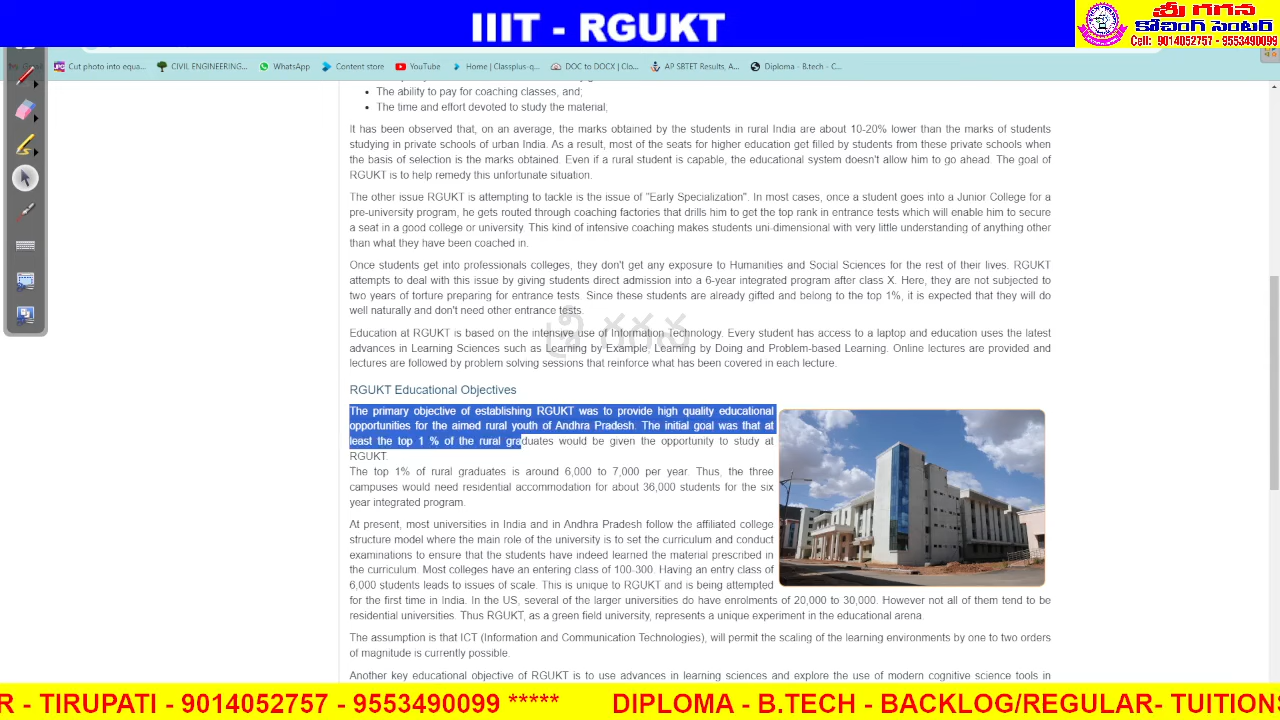 IIIT - RGUKT
శ్రీ గగన
కోచింగ్ సెంటర్
Cell: 9014052757 - 9553490099
Cut photo into equa...
CIVIL ENGINEERING...
WhatsApp
Content store
YouTube
Home | Classplus-q...
DOC to DOCX | Clo...
AP SBTET Results, A...
Diploma - B.tech - C...
The ability to pay for coaching classes, and;
The time and effort devoted to study the material;
It has been observed that, on an average, the marks obtained by the students in rural India are about 10-20% lower than the marks of students
studying in private schools of urban India. As a result, most of the seats for higher education get filled by students from these private schools when
the basis of selection is the marks obtained. Even if a rural student is capable, the educational system doesn't allow him to go ahead. The goal of
RGUKT is to help remedy this unfortunate situation.
The other issue RGUKT is attempting to tackle is the issue of "Early Specialization". In most cases, once a student goes into a Junior College for a
pre-university program, he gets routed through coaching factories that drills him to get the top rank in entrance tests which will enable him to secure
a seat in a good college or university. This kind of intensive coaching makes students uni-dimensional with very little understanding of anything other
than what they have been coached in.
Once students get into professionals colleges, they don't get any exposure to Humanities and Social Sciences for the rest of their lives. RGUKT
attempts to deal with this issue by giving students direct admission into a 6-year integrated program after class X. Here, they are not subjected to
two years of torture preparing for entrance tests. Since these students are already gifted and belong to the top 1%, it is expected that they will do
well naturally and don't need other entrance tests.
శ్రీ గగన
Education at RGUKT is based on the intensive use of Information Technology. Every student has access to a laptop and education uses the latest
advances in Learning Sciences such as Learning by Example, Learning by Doing and Problem-based Learning. Online lectures are provided and
lectures are followed by problem solving sessions that reinforce what has been covered in each lecture.
RGUKT Educational Objectives
The primary objective of establishing RGUKT was to provide high quality educational
opportunities for the aimed rural youth of Andhra Pradesh. The initial goal was that at
least the top 1 % of the rural graduates would be given the opportunity to study at
RGUKT.
The top 1% of rural graduates is around 6,000 to 7,000 per year. Thus, the three
campuses would need residential accommodation for about 36,000 students for the six
year integrated program.
At present, most universities in India and in Andhra Pradesh follow the affiliated college
structure model where the main role of the university is to set the curriculum and conduct
examinations to ensure that the students have indeed learned the material prescribed in
the curriculum. Most colleges have an entering class of 100-300. Having an entry class of
6,000 students leads to issues of scale. This is unique to RGUKT and is being attempted
for the first time in India. In the US, several of the larger universities do have enrolments of 20,000 to 30,000. However not all of them tend to be
residential universities. Thus RGUKT, as a green field university, represents a unique experiment in the educational arena.
The assumption is that ICT (Information and Communication Technologies), will permit the scaling of the learning environments by one to two orders
of magnitude is currently possible.
Another key educational objective of RGUKT is to use advances in learning sciences and explore the use of modern cognitive science tools in
R - TIRUPATI - 9014052757 - 9553490099 ***** DIPLOMA - B.TECH - BACKLOG/REGULAR- TUITIONS